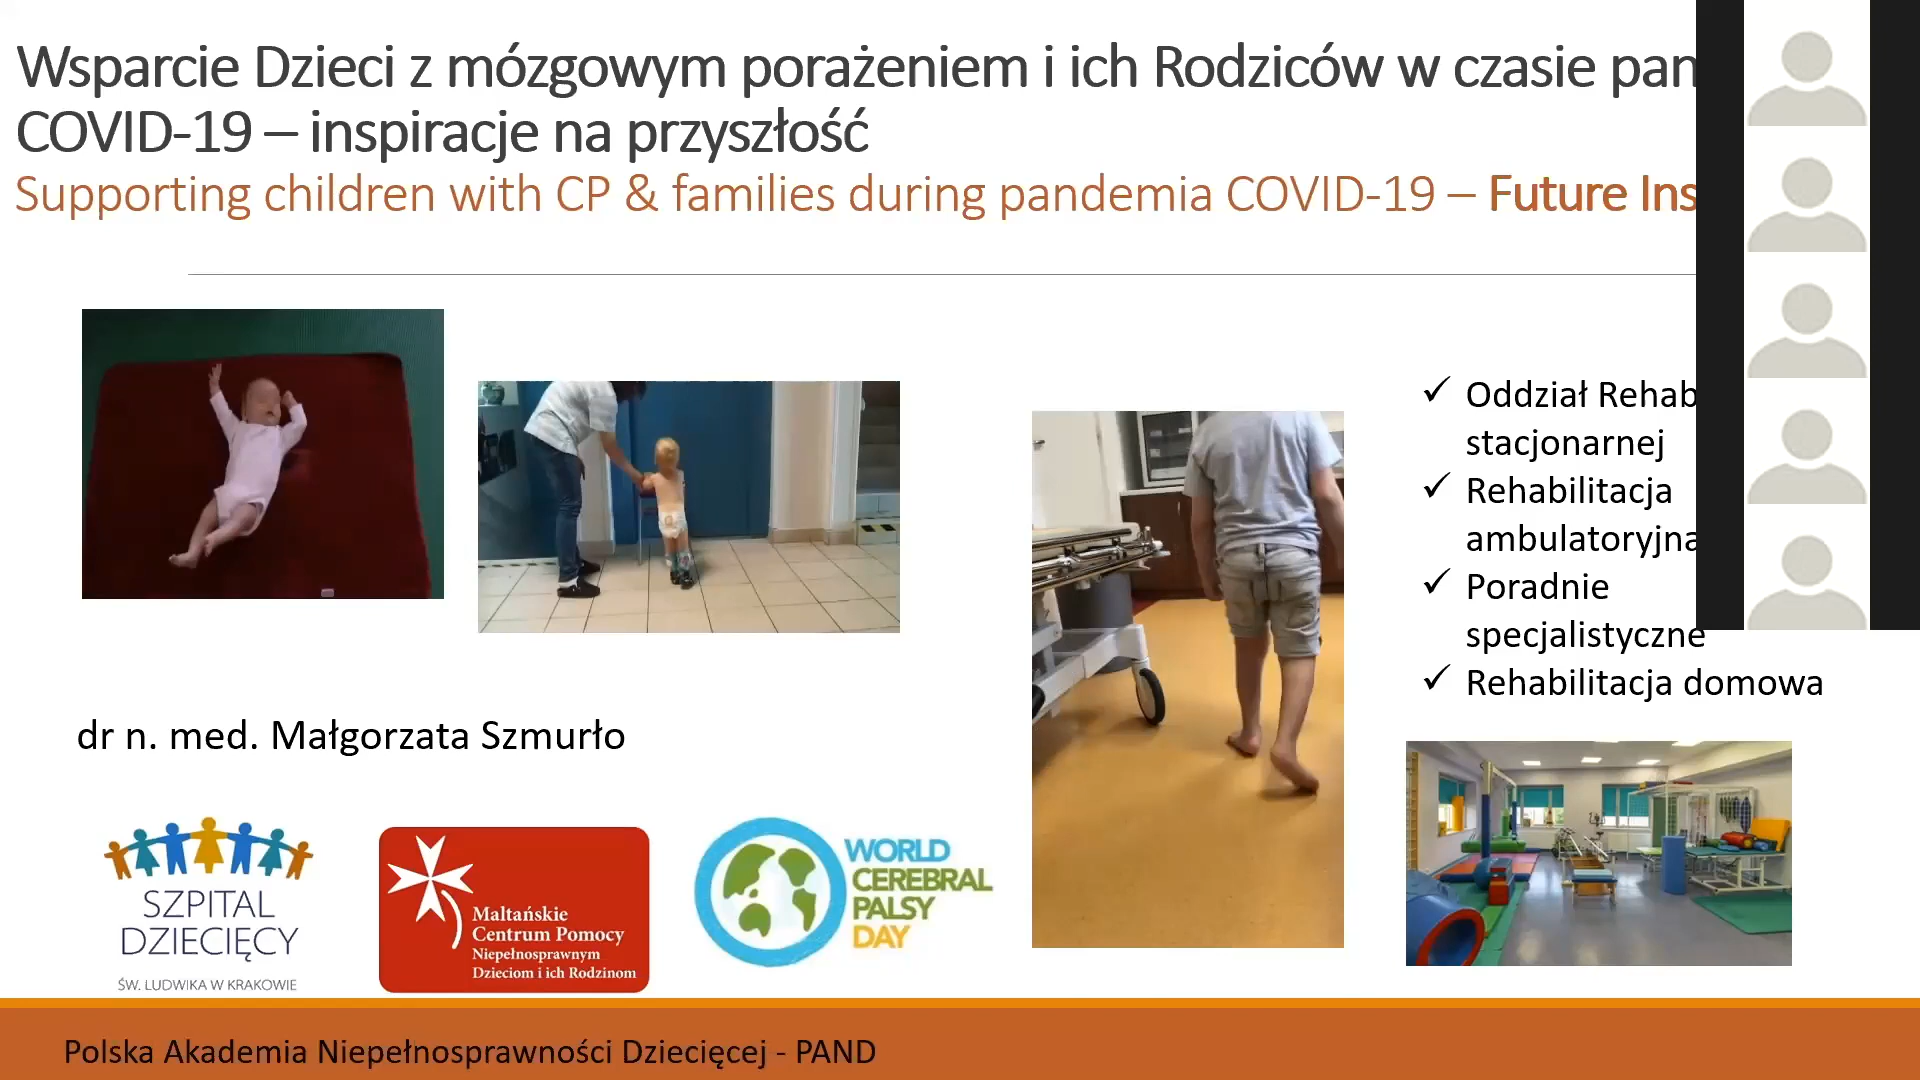 Wsparcie Dzieci z mózgowym porażeniem i ich Rodziców w czasie pan
COVID-19 – inspiracje na przyszłość
Supporting children with CP & families during pandemia COVID-19 – Future Ins
✓ Oddział Rehab
stacjonarnej
✓ Rehabilitacja
ambulatoryjna
✓ Poradnie
specjalistyczne
✓ Rehabilitacja domowa
dr n. med. Małgorzata Szmurło
SZPITAL
DZIECIĘCY
ŚW. LUDWIKA W KRAKOWIE
Maltańskie
Centrum Pomocy
Niepełnosprawnym
Dzieciom i ich Rodzinom
WORLD
CEREBRAL
PALSY
DAY
Polska Akademia Niepełnosprawności Dziecięcej - PAND